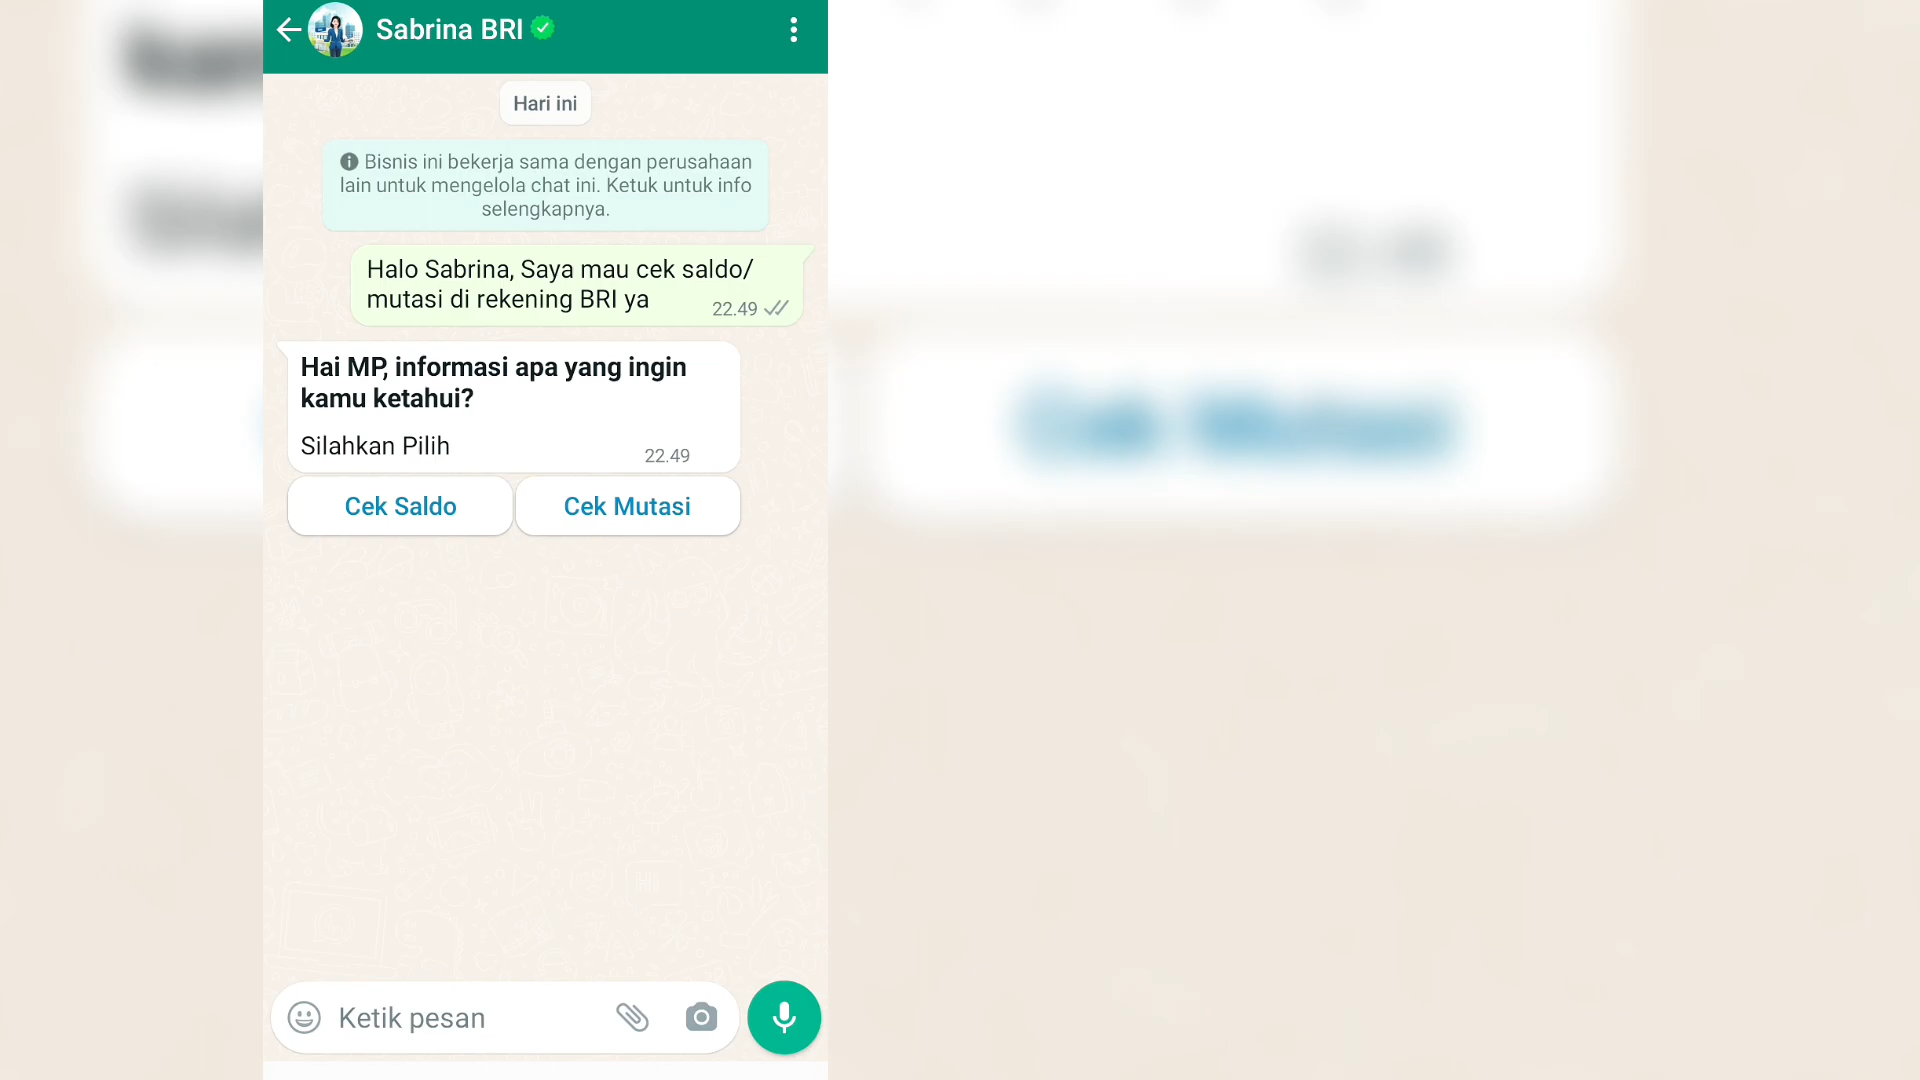 Sabrina BRI
Hari ini
Bisnis ini bekerja sama dengan perusahaan
lain untuk mengelola chat ini. Ketuk untuk info
selengkapnya.
Halo Sabrina, Saya mau cek saldo/
mutasi di rekening BRI ya
22.49
Hai MP, informasi apa yang ingin
kamu ketahui?
Silahkan Pilih
22.49
Cek Saldo
Cek Mutasi
Cek Mutasi
Ketik pesan